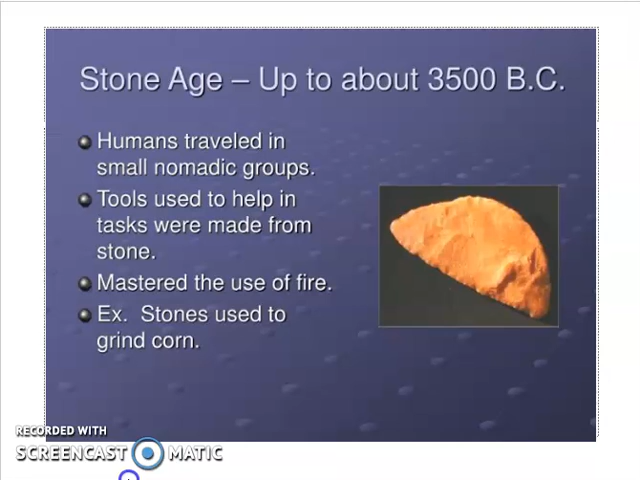 Stone Age – Up to about 3500 B.C.
Humans traveled in
small nomadic groups.
Tools used to help in
tasks were made from
stone.
Mastered the use of fire.
Ex.  Stones used to
grind corn.
RECORDED WITH
SCREENCAST MATIC